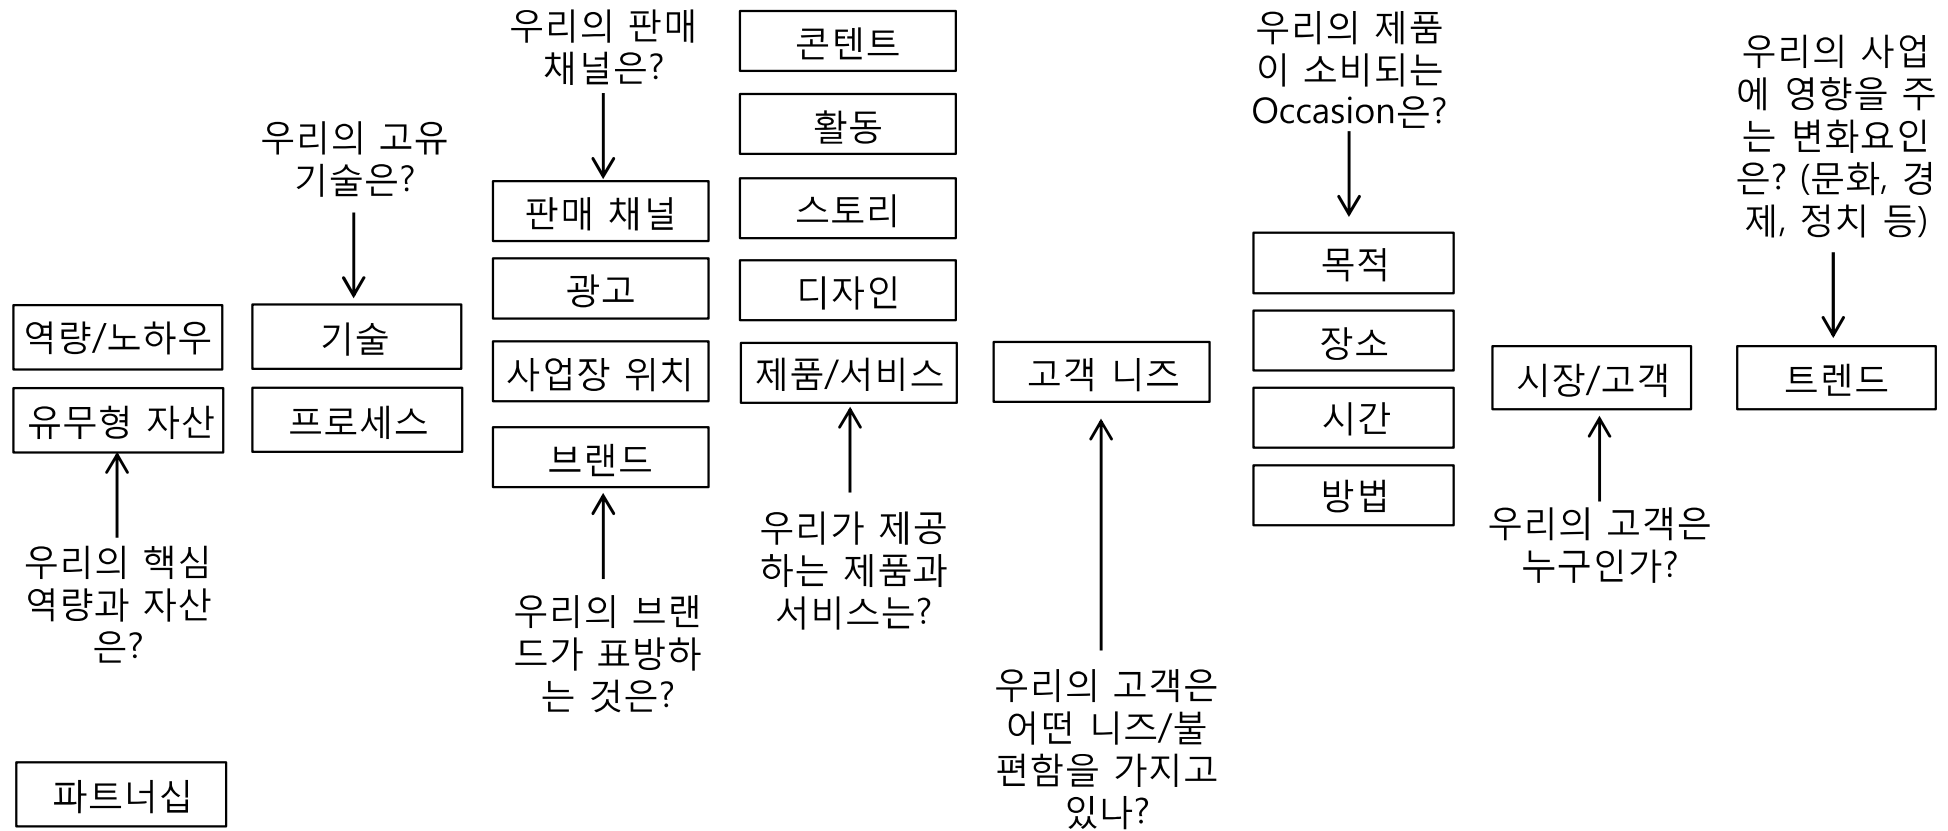 우리의 핵심
역량과 자산
은?
역량/노하우
유무형 자산
파트너십
우리의 고유
기술은?
기술
프로세스
우리의 판매
채널은?
판매 채널
광고
사업장 위치
브랜드
우리의 브랜
드가 표방하
는 것은?
콘텐트
활동
스토리
디자인
제품/서비스
우리가 제공
하는 제품과
서비스는?
고객 니즈
우리의 고객은
어떤 니즈/불
편함을 가지고
있나?
우리의 제품
이 소비되는
Occasion은?
목적
장소
시간
방법
시장/고객
우리의 고객은
누구인가?
우리의 사업
에 영향을 주
는 변화요인
은? (문화, 경
제, 정치 등)
트렌드